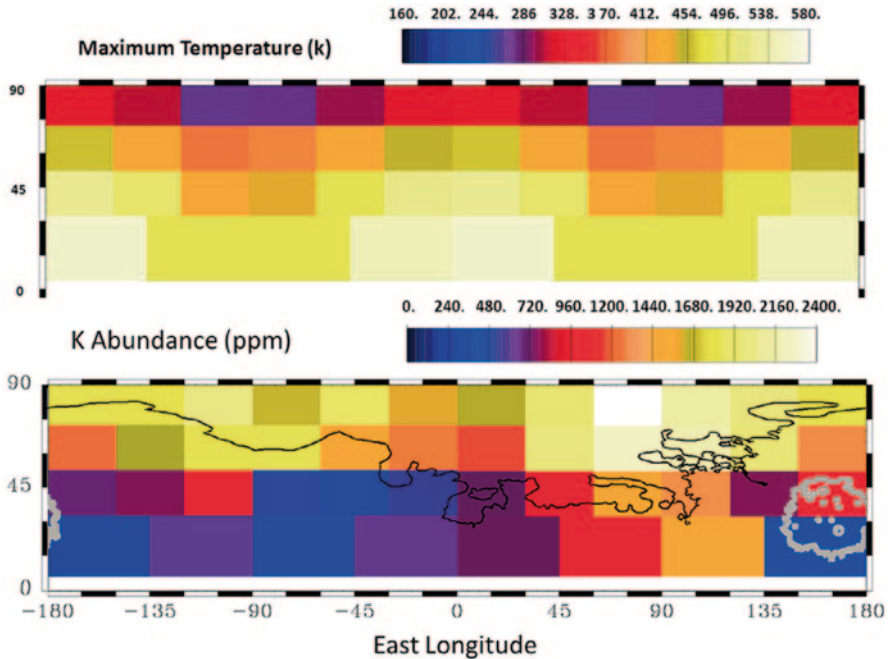 160. 202. 244. 286 328. 3 70. 412. 454. 496. 538. 580.
Maximum Temperature (k)
90
45
0
0. 240. 480. 720. 960. 1200. 1440. 1680. 1920. 2160. 2400.
K Abundance (ppm)
90
45
0
-180 -135 -90 -45 0 45 90 135 180
East Longitude